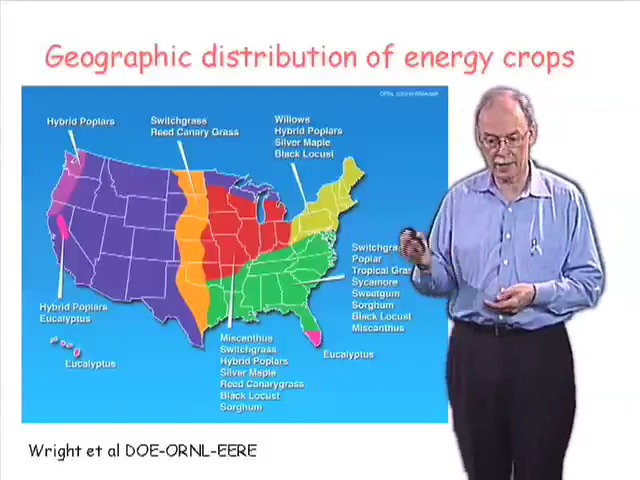 Geographic distribution of energy crops
Hybrid Poplars
Switchgrass
Reed Canary Grass
Willows
Hybrid Poplars
Silver Maple
Black Locust
Switchgra
Poplar
Tropical Gra
Sycamore
Sweetgum
Sorghum
Black Locust
Miscanthus
Hybrid Poplars
Eucalyptus
Eucalyptus
Miscanthus
Switchgrass
Hybrid Poplars
Silver Maple
Reed Canarygrass
Black Locust
Sorghum
Eucalyptus
Wright et al DOE-ORNL-EERE